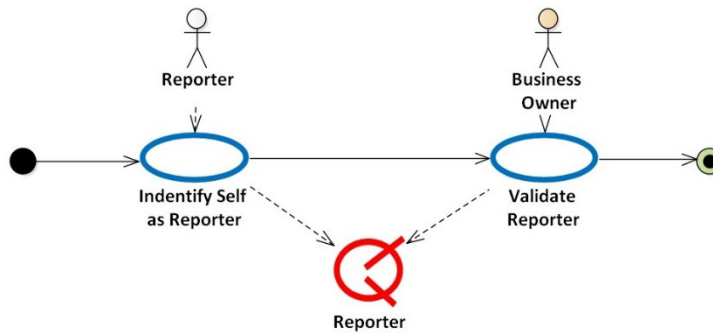 Reporter
Business
Owner
Indentify Self
as Reporter
Validate
Reporter
Reporter